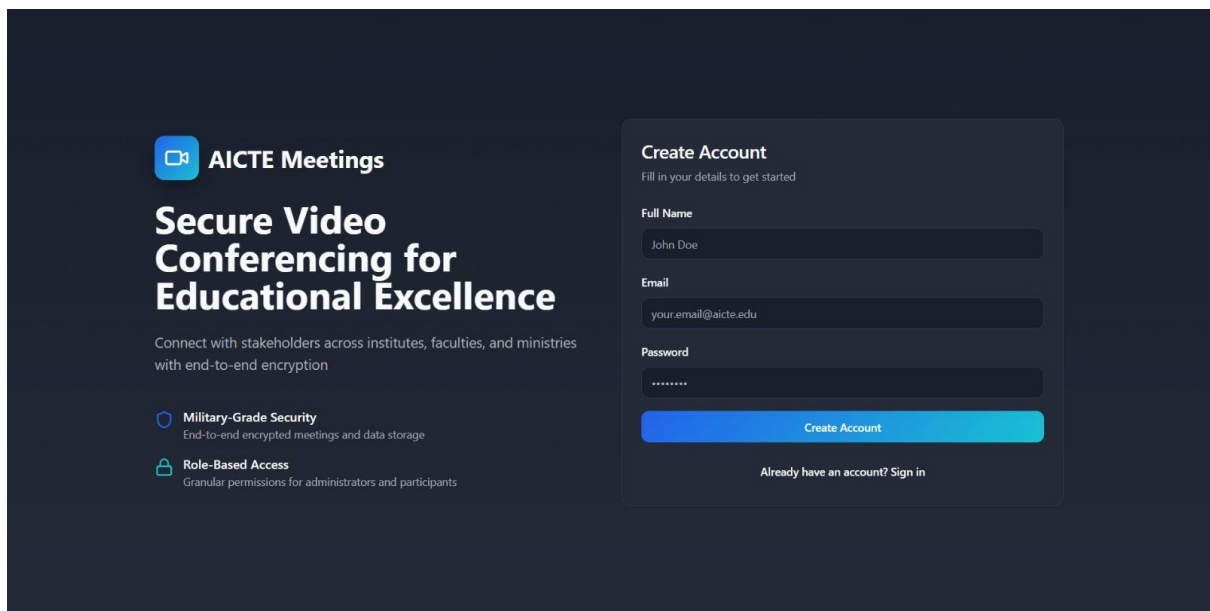 AICTE Meetings
Secure Video
Conferencing for
Educational Excellence
Connect with stakeholders across institutes, faculties, and ministries
with end-to-end encryption
Military-Grade Security
End-to-end encrypted meetings and data storage
Role-Based Access
Granular permissions for administrators and participants
Create Account
Fill in your details to get started
Full Name
John Doe
Email
your.email@aicte.edu
Password
••••••••
Create Account
Already have an account? Sign in